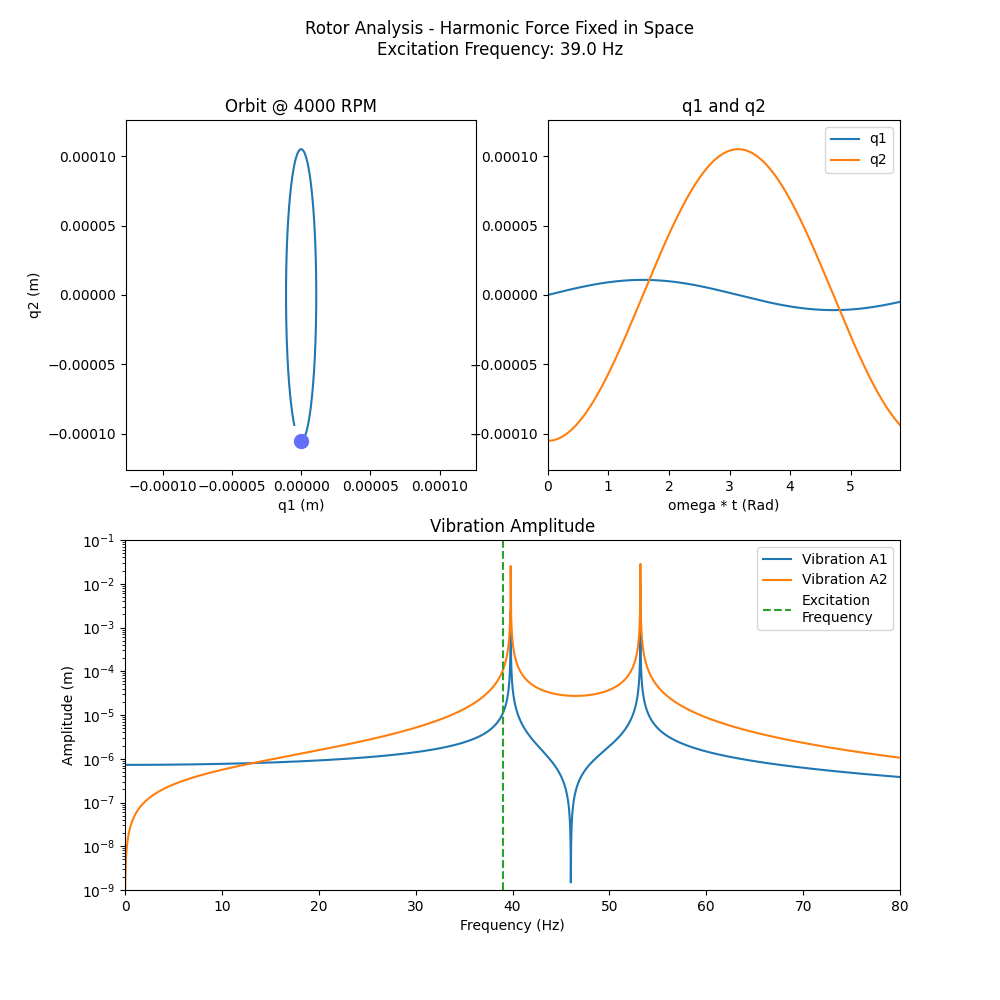 Rotor Analysis - Harmonic Force Fixed in Space
Excitation Frequency: 39.0 Hz
Orbit @ 4000 RPM
q2 (m)
0.00010
0.00005
0.00000
−0.00005
−0.00010
−0.00010 −0.00005 0.00000 0.00005 0.00010
q1 (m)
q1 and q2
0.00010
0.00005
0.00000
−0.00005
−0.00010
q1
q2
0 1 2 3 4 5
omega * t (Rad)
Vibration Amplitude
Amplitude (m)
10⁻¹
10⁻²
10⁻³
10⁻⁴
10⁻⁵
10⁻⁶
10⁻⁷
10⁻⁸
10⁻⁹
Vibration A1
Vibration A2
Excitation
Frequency
0 10 20 30 40 50 60 70 80
Frequency (Hz)